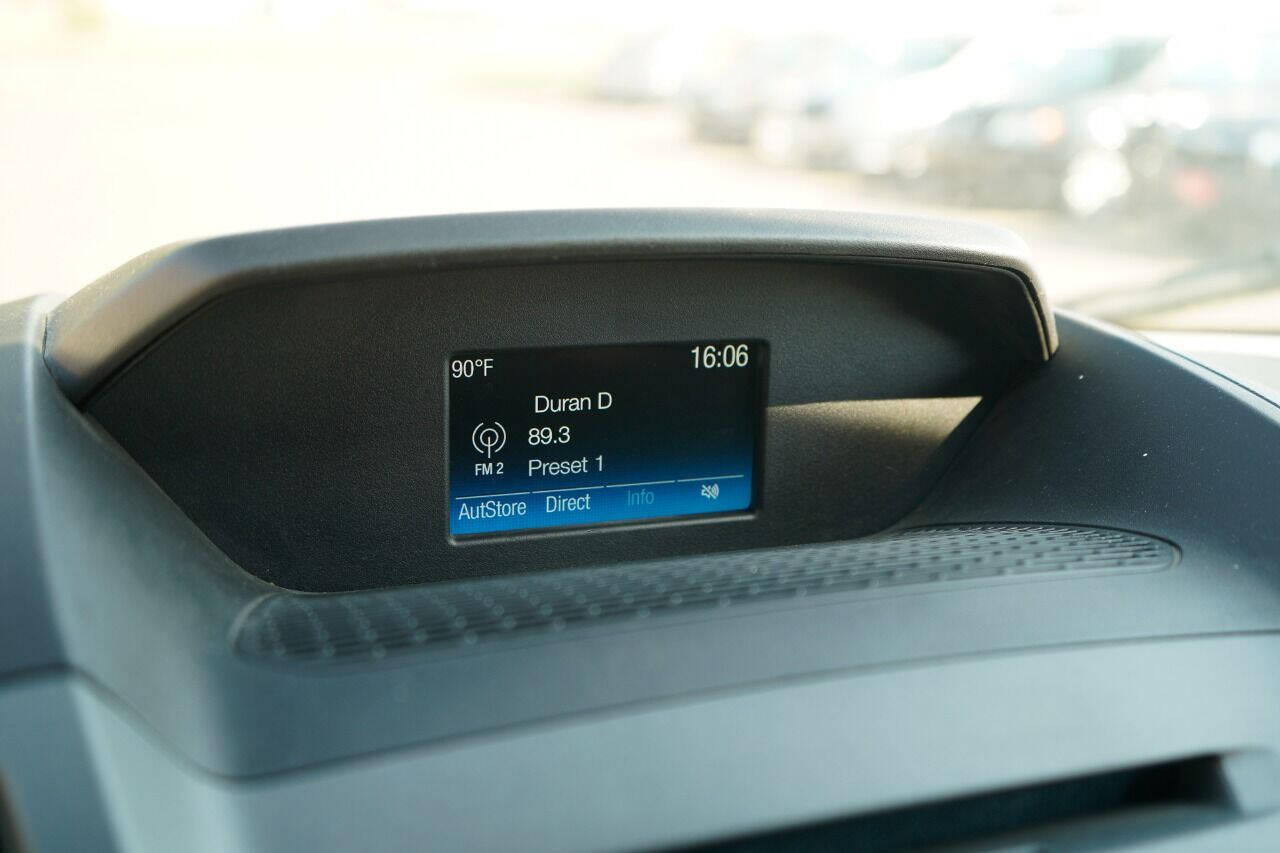 90°F 16:06
Duran D
89.3
FM 2 Preset 1
AutStore Direct Info